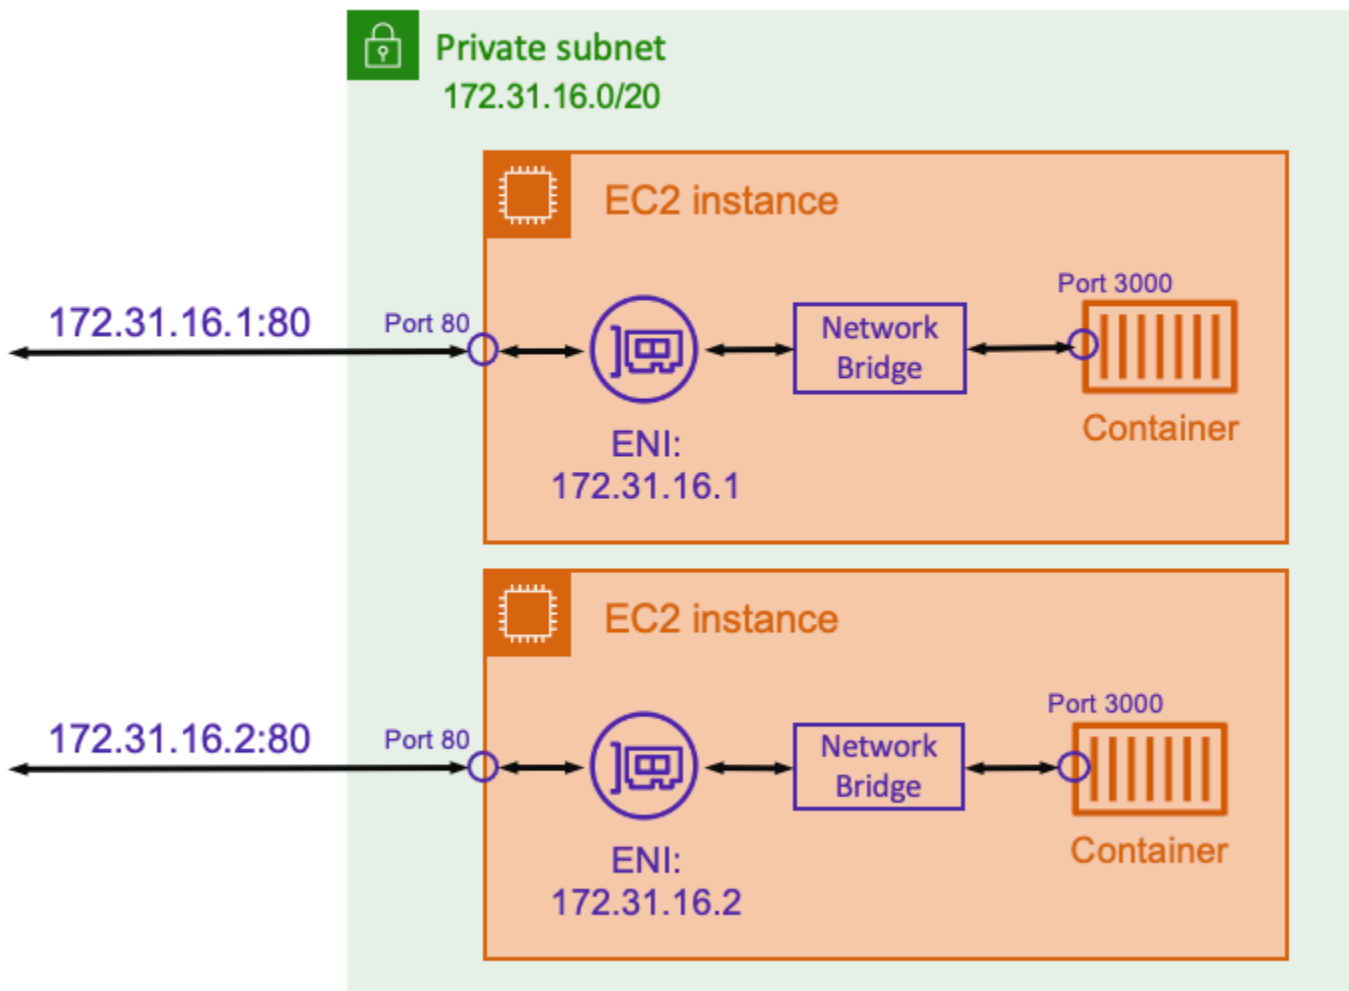 Private subnet
172.31.16.0/20
EC2 instance
172.31.16.1:80
Port 80
Network
Bridge
Port 3000
ENI:
172.31.16.1
Container
EC2 instance
172.31.16.2:80
Port 80
Network
Bridge
Port 3000
ENI:
172.31.16.2
Container